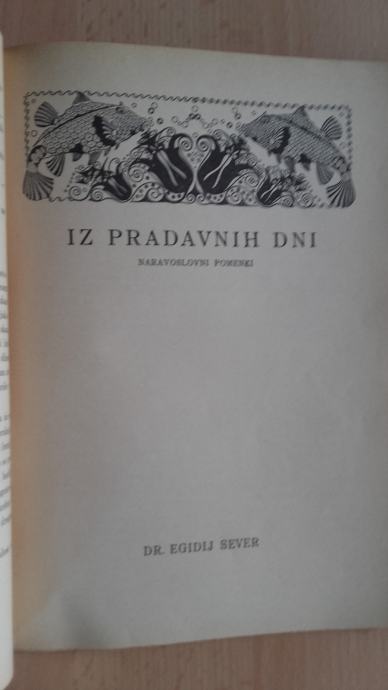 IZ PRADAVNIH DNI
NARAVOSLOVNI POMENKI
DR. EGIDIJ SEVER